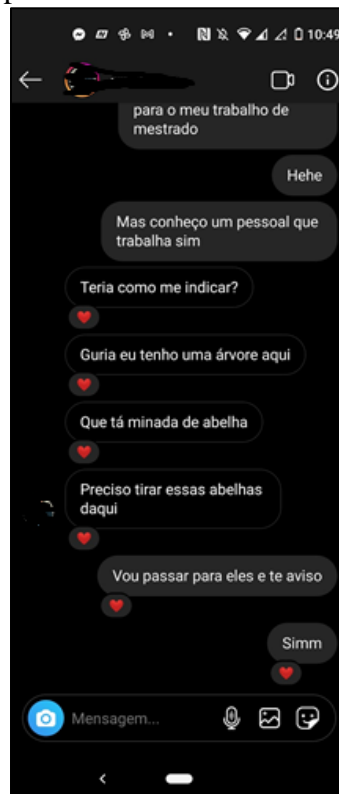 10:49
para o meu trabalho de
mestrado
Hehe
Mas conheço um pessoal que
trabalha sim
Teria como me indicar?
Guria eu tenho uma árvore aqui
Que tá minada de abelha
Preciso tirar essas abelhas
daqui
Vou passar para eles e te aviso
Simm
Mensagem...